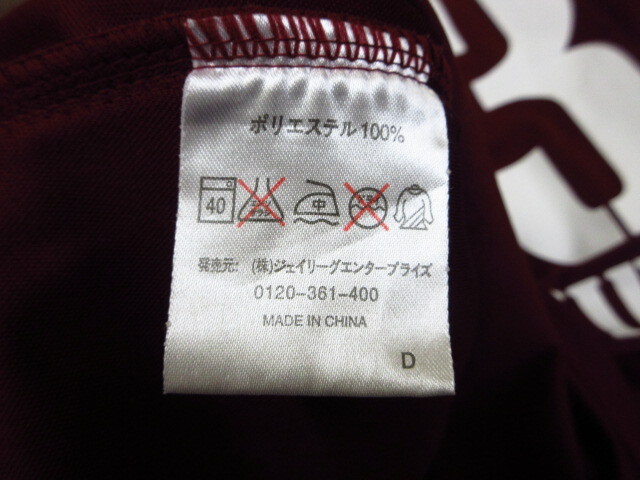 ポリエステル100%
40 中
発売元: (株)ジェイリーグエンタープライズ
0120-361-400
MADE IN CHINA
D